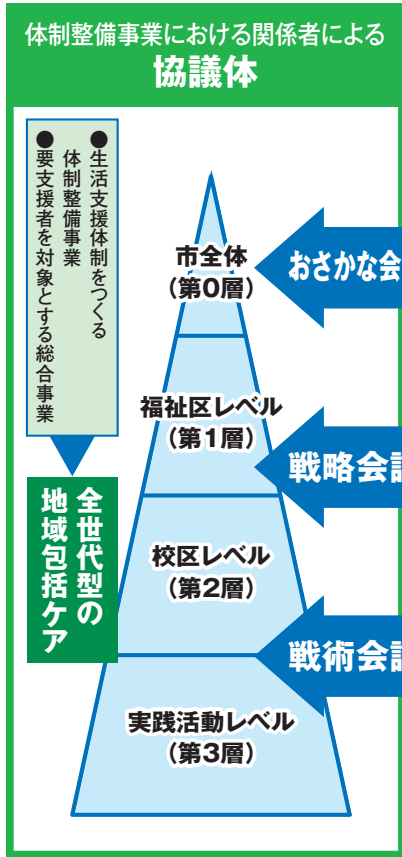 体制整備事業における関係者による
協議体
●生活支援体制をつくる
体制整備事業
●要支援者を対象とする総合事業
全世代型の
地域包括ケア
市全体
(第0層)
おさかな会
福祉区レベル
(第1層)
戦略会議
校区レベル
(第2層)
戦術会議
実践活動レベル
(第3層)